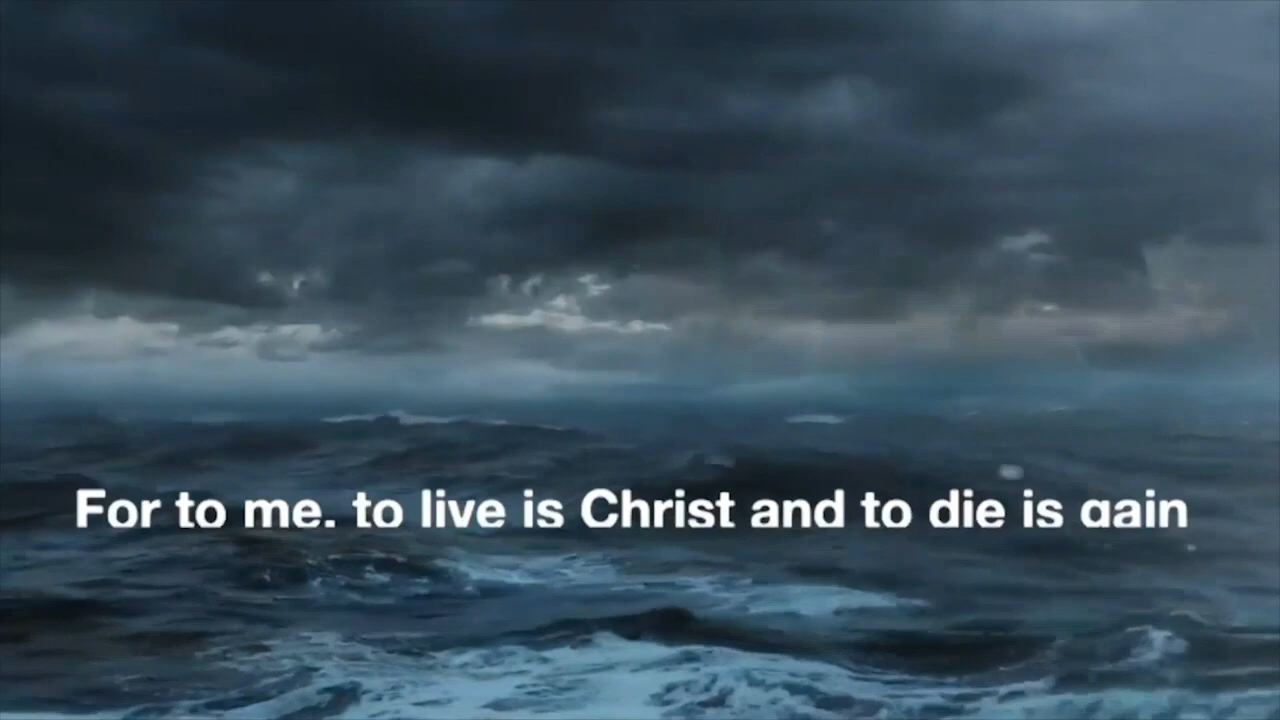 For to me, to live is Christ and to die is gain